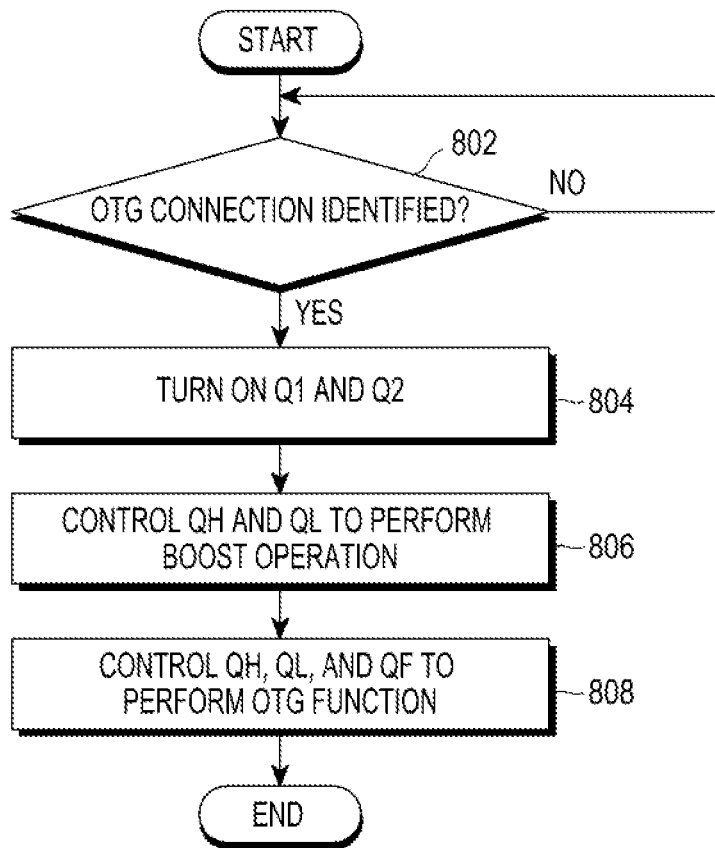 START
802
OTG CONNECTION IDENTIFIED?
NO
YES
TURN ON Q1 AND Q2
804
CONTROL QH AND QL TO PERFORM
BOOST OPERATION
806
CONTROL QH, QL, AND QF TO
PERFORM OTG FUNCTION
808
END